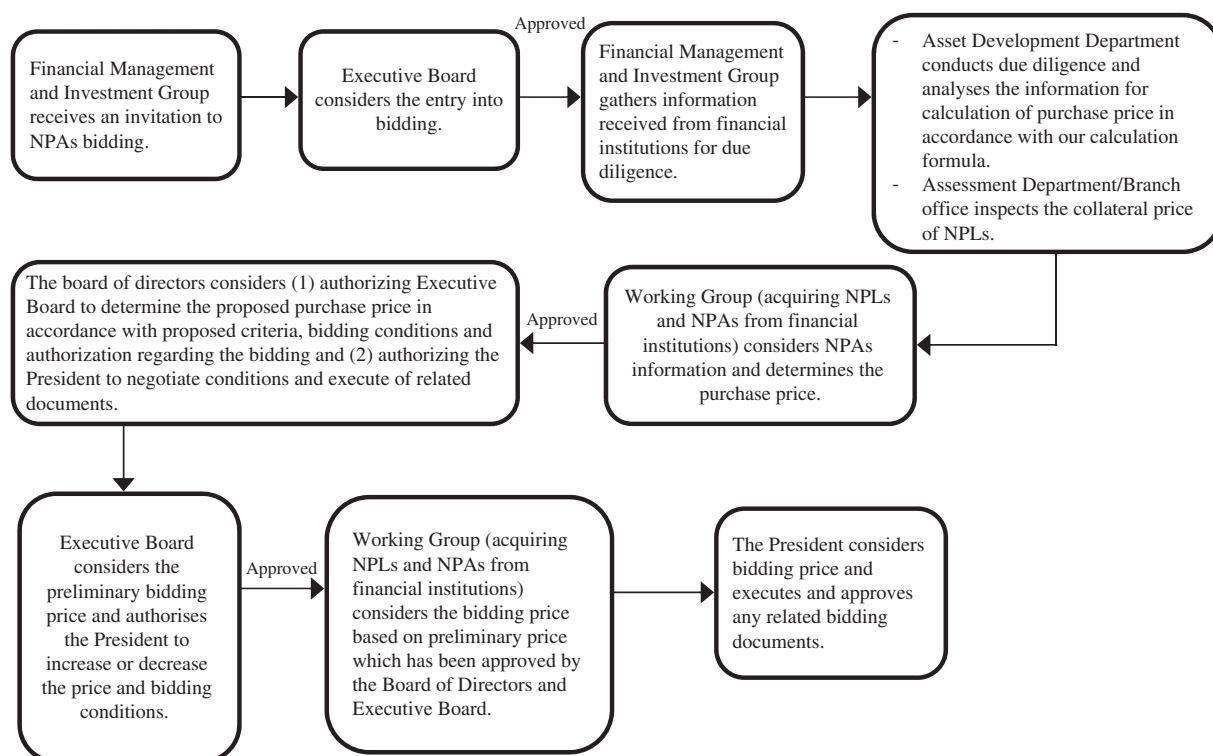 Financial Management
and Investment Group
receives an invitation to
NPAs bidding.
Executive Board
considers the entry into
bidding.
Approved
Financial Management
and Investment Group
gathers information
received from financial
institutions for due
diligence.
- Asset Development Department
conducts due diligence and
analyses the information for
calculation of purchase price in
accordance with our calculation
formula.
- Assessment Department/Branch
office inspects the collateral price
of NPLs.
Working Group (acquiring NPLs
and NPAs from financial
institutions) considers NPAs
information and determines the
purchase price.
Approved
The board of directors considers (1) authorizing Executive
Board to determine the proposed purchase price in
accordance with proposed criteria, bidding conditions and
authorization regarding the bidding and (2) authorizing the
President to negotiate conditions and execute of related
documents.
Executive Board
considers the
preliminary bidding
price and authorises
the President to
increase or decrease
the price and bidding
conditions.
Approved
Working Group (acquiring
NPLs and NPAs from
financial institutions)
considers the bidding price
based on preliminary price
which has been approved by
the Board of Directors and
Executive Board.
The President considers
bidding price and
executes and approves
any related bidding
documents.